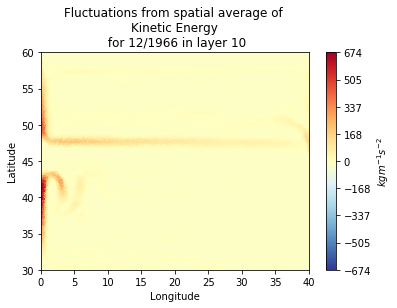 Fluctuations from spatial average of
Kinetic Energy
for 12/1966 in layer 10
60
55
50
45
40
35
30
Latitude
0 5 10 15 20 25 30 35 40
Longitude
674
505
337
168
0
−168
−337
−505
−674
kgm⁻¹s⁻²